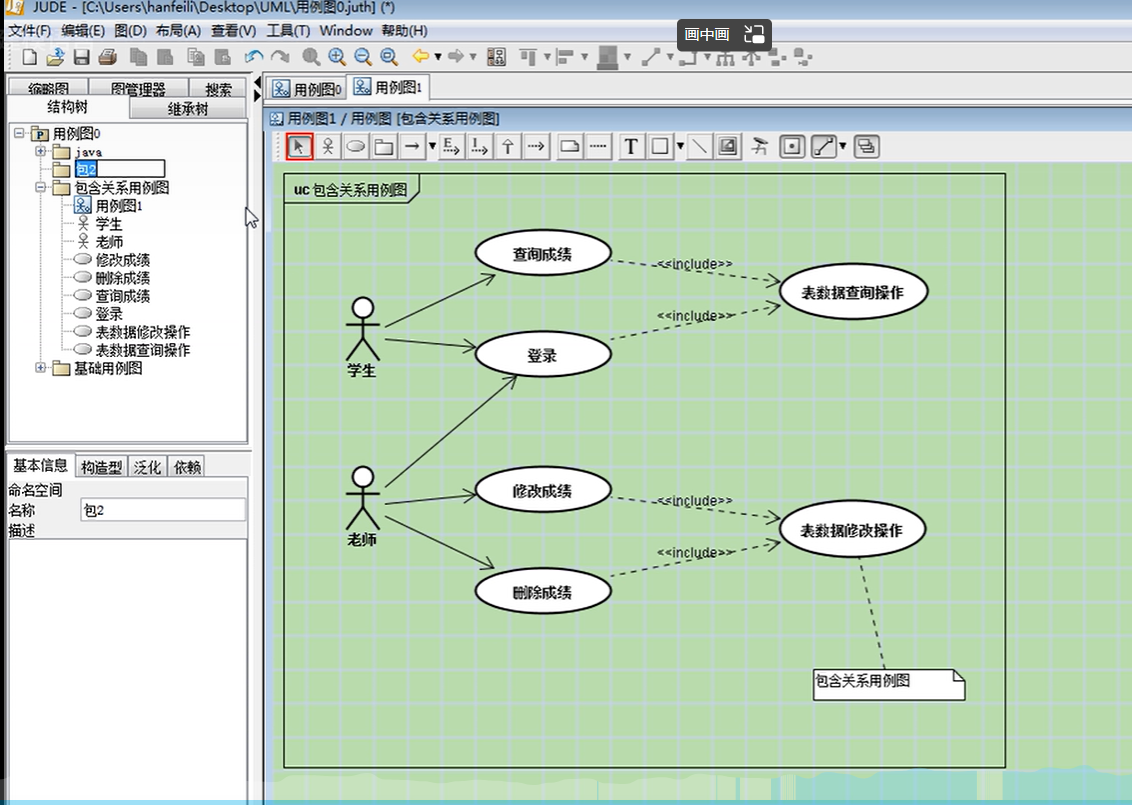 JUDE - [C:\Users\hanfeili\Desktop\UML\用例图0.juth] (*)
文件(F) 编辑(E) 图(D) 布局(A) 查看(V) 工具(T) Window 帮助(H)
画中画
缩略图 图管理器 搜索
结构树 继承树
用例图0
java
包2
包含关系用例图
用例图1
学生
老师
修改成绩
删除成绩
查询成绩
登录
表数据修改操作
表数据查询操作
基础用例图
基本信息 构造型 泛化 依赖
命名空间
名称 包2
描述
用例图0 用例图1
用例图1 / 用例图 [包含关系用例图]
E I T
uc 包含关系用例图
查询成绩
<<include>>
表数据查询操作
<<include>>
学生
登录
修改成绩
<<include>>
表数据修改操作
老师
<<include>>
删除成绩
包含关系用例图